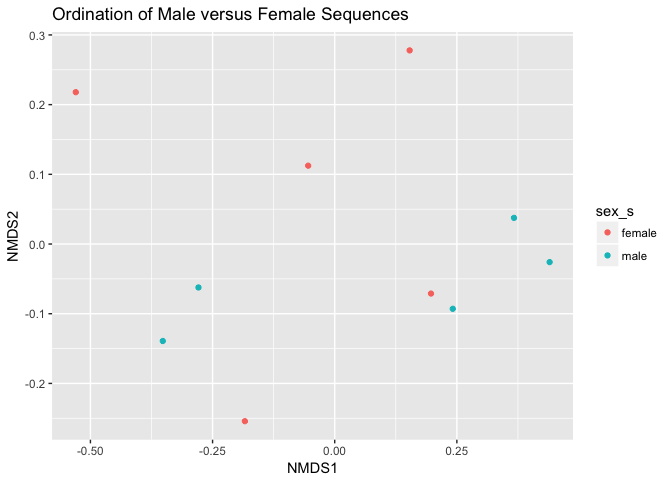 Ordination of Male versus Female Sequences
0.3
0.2
0.1
0.0
-0.1
-0.2
NMDS2
-0.50
-0.25
0.00
0.25
NMDS1
sex_s
female
male